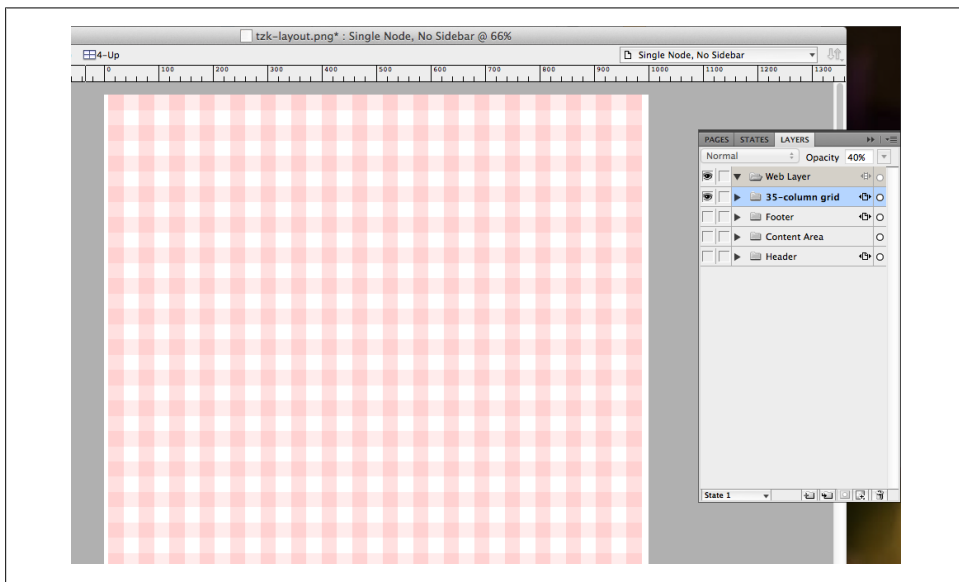 tzk-layout.png* : Single Node, No Sidebar @ 66%
4-Up
Single Node, No Sidebar
0 100 200 300 400 500 600 700 800 900 1000 1100 1200 1300
PAGES STATES LAYERS
Normal Opacity 40%
Web Layer
35-column grid
Footer
Content Area
Header
State 1